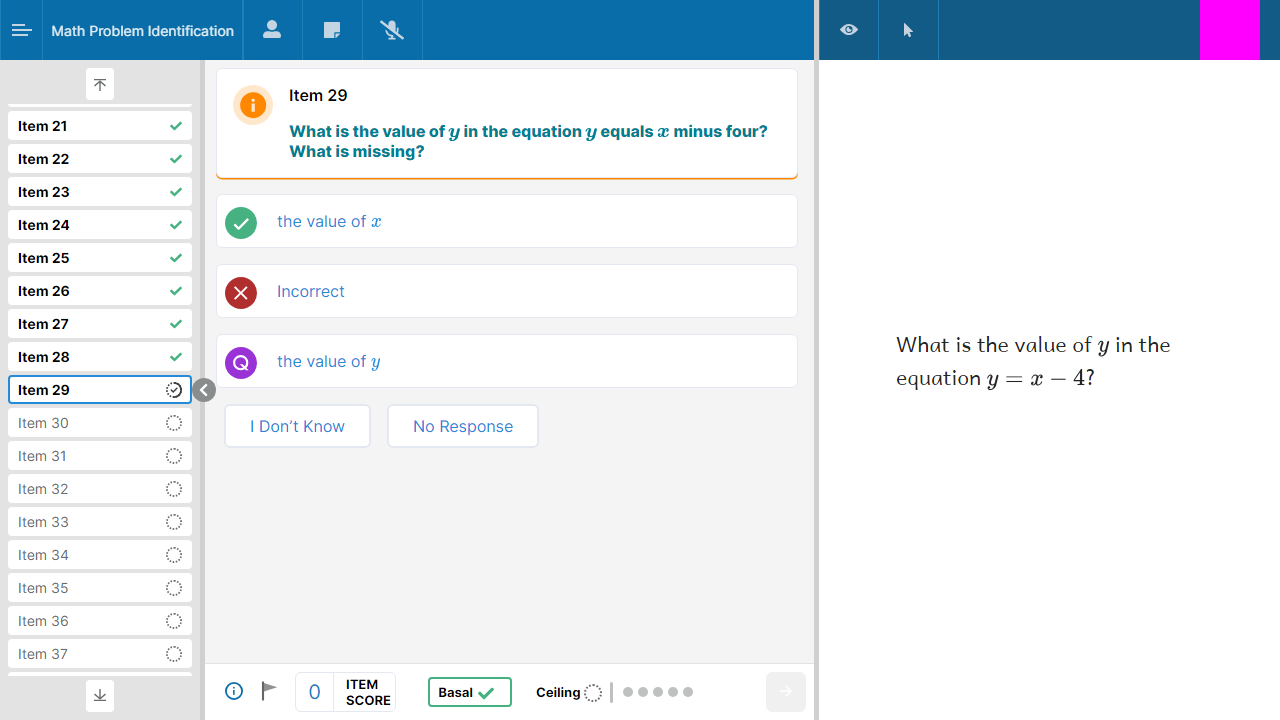 Math Problem Identification
Item 21
Item 22
Item 23
Item 24
Item 25
Item 26
Item 27
Item 28
Item 29
Item 30
Item 31
Item 32
Item 33
Item 34
Item 35
Item 36
Item 37
Item 29
What is the value of y in the equation y equals x minus four?
What is missing?
the value of x
Incorrect
Q the value of y
I Don’t Know
No Response
0 ITEM
SCORE
Basal
Ceiling
What is the value of y in the
equation y = x − 4?